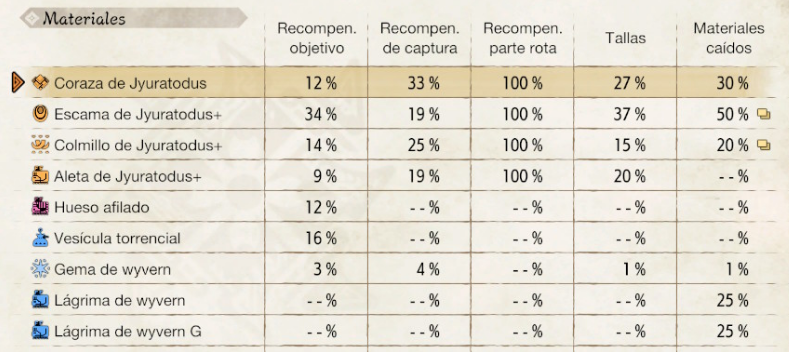 Materiales
Recompen. objetivo Recompen. de captura Recompen. parte rota Tallas Materiales caídos
Coraza de Jyuratodus 12 % 33 % 100 % 27 % 30 %
Escama de Jyuratodus+ 34 % 19 % 100 % 37 % 50 %
Colmillo de Jyuratodus+ 14 % 25 % 100 % 15 % 20 %
Aleta de Jyuratodus+ 9 % 19 % 100 % 20 % - - %
Hueso afilado 12 % - - % - - % - - % - - %
Vesícula torrencial 16 % - - % - - % - - % - - %
Gema de wyvern 3 % 4 % - - % 1 % 1 %
Lágrima de wyvern - - % - - % - - % - - % 25 %
Lágrima de wyvern G - - % - - % - - % - - % 25 %